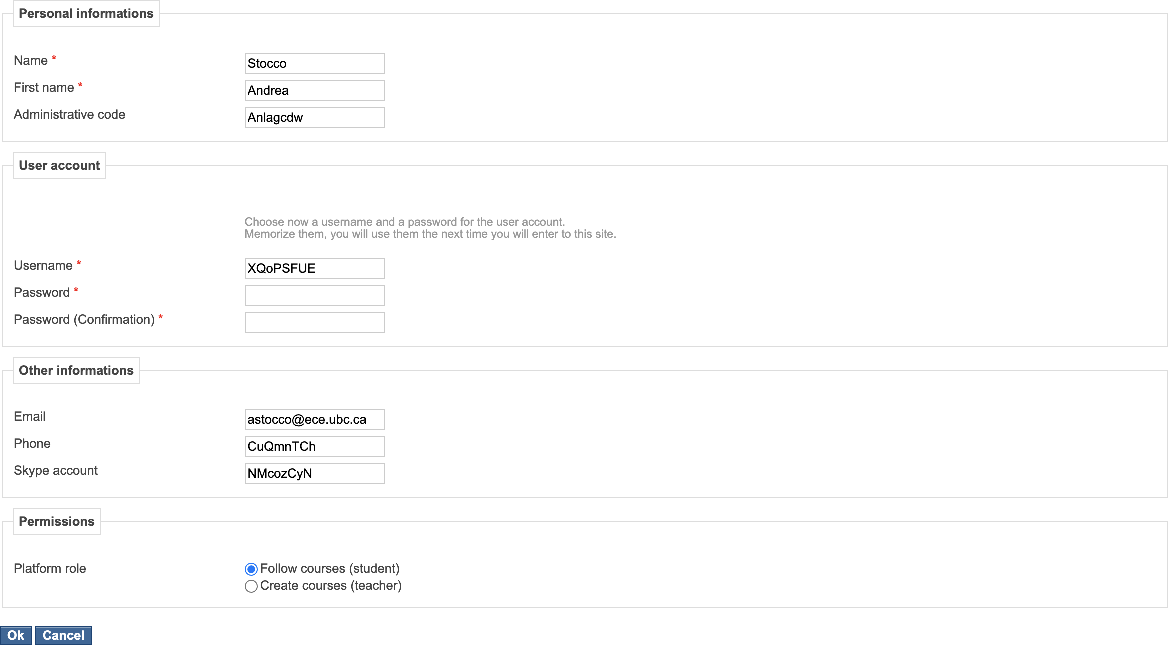 Personal informations
Name * Stocco
First name * Andrea
Administrative code Anlagcdw
User account
Choose now a username and a password for the user account.
Memorize them, you will use them the next time you will enter to this site.
Username * XQoPSFUE
Password *
Password (Confirmation) *
Other informations
Email astocco@ece.ubc.ca
Phone CuQmnTCh
Skype account NMcozCyN
Permissions
Platform role Follow courses (student)
Create courses (teacher)
Ok Cancel